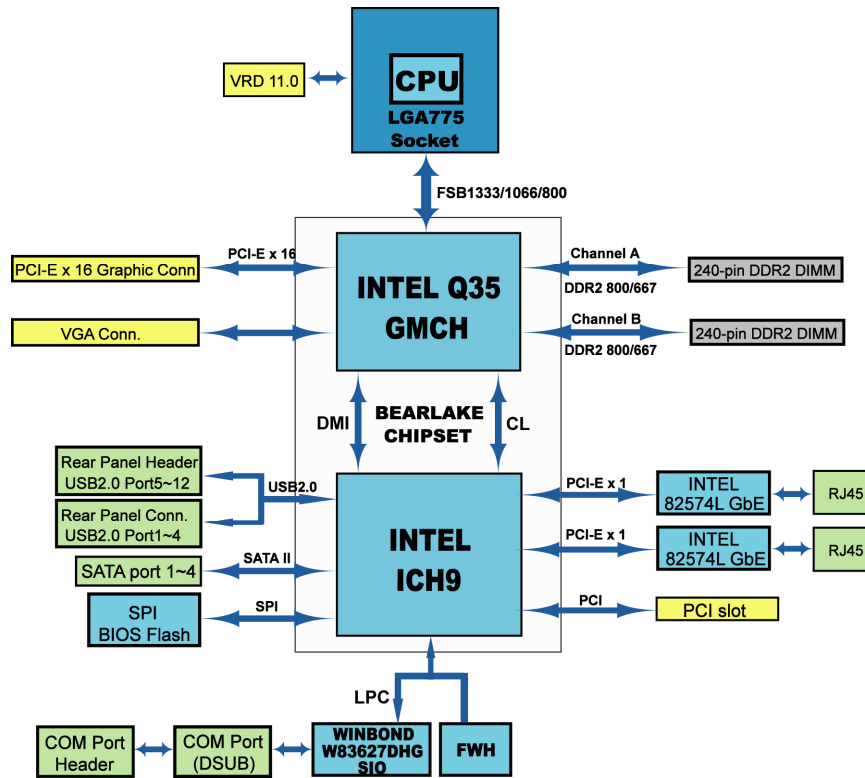 CPU
LGA775
Socket
VRD 11.0
FSB1333/1066/800
PCI-E x 16 Graphic Conn
PCI-E x 16
INTEL Q35
GMCH
Channel A
DDR2 800/667
240-pin DDR2 DIMM
VGA Conn.
Channel B
DDR2 800/667
240-pin DDR2 DIMM
DMI
BEARLAKE
CHIPSET
CL
Rear Panel Header
USB2.0 Port5~12
Rear Panel Conn.
USB2.0 Port1~4
USB2.0
SATA port 1~4
SATA II
SPI
BIOS Flash
SPI
INTEL
ICH9
PCI-E x 1
INTEL
82574L GbE
RJ45
PCI-E x 1
INTEL
82574L GbE
RJ45
PCI
PCI slot
LPC
COM Port
Header
COM Port
(DSUB)
WINBOND
W83627DHG
SIO
FWH